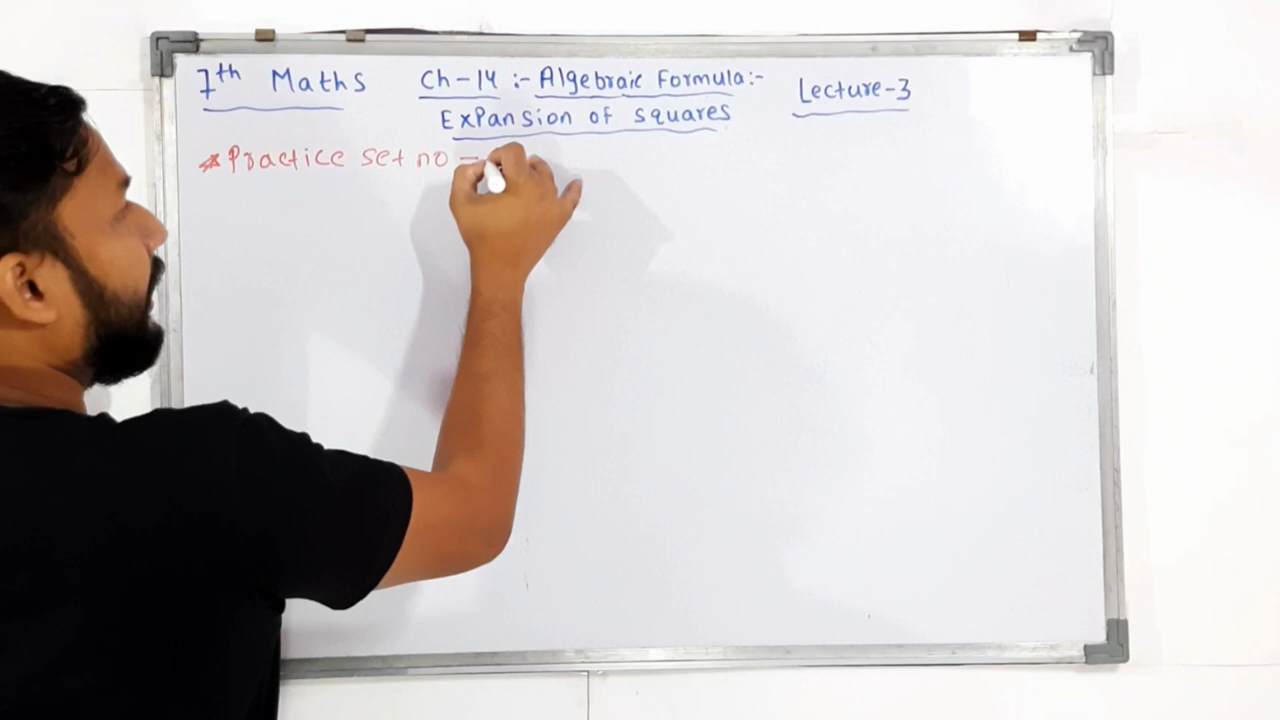 7th Maths Ch-14 :- Algebraic Formula:- Lecture-3
Expansion of squares
* Practice set no -